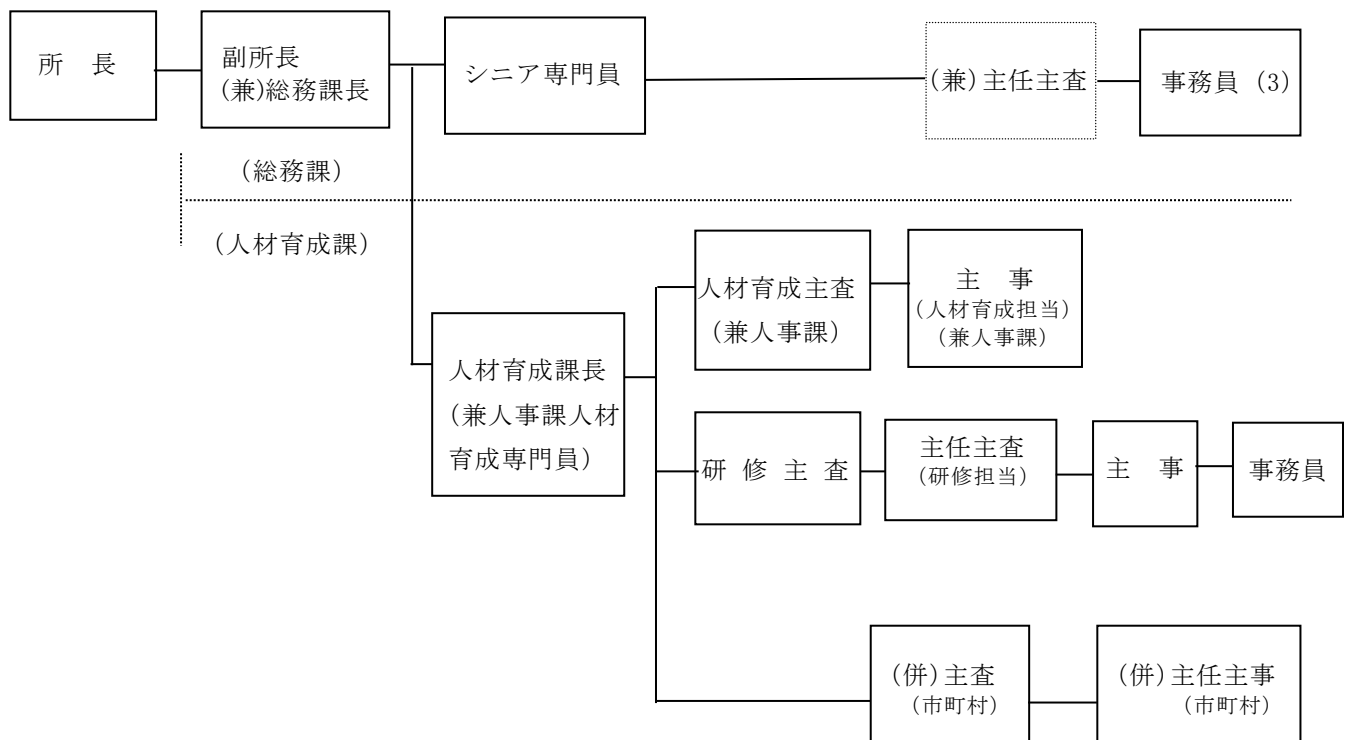 所　長
副所長
(兼)総務課長
シニア専門員
(兼)主任主査
事務員 (3)
(総務課)
(人材育成課)
人材育成課長
(兼人事課人材
育成専門員)
人材育成主査
(兼人事課)
主　事
(人材育成担当)
(兼人事課)
研 修 主 査
主任主査
(研修担当)
主　事
事務員
(併)主査
(市町村)
(併)主任主事
(市町村)